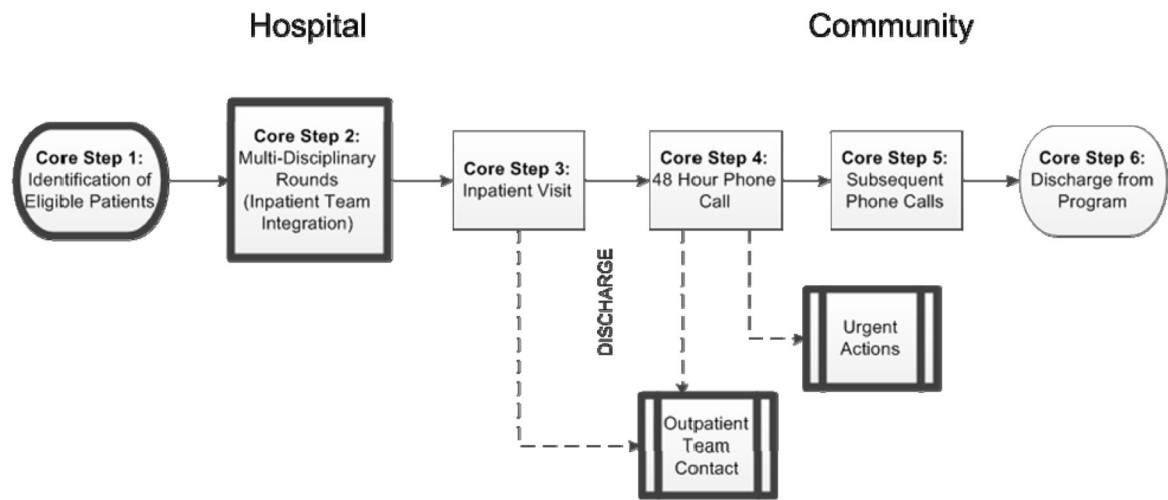 Hospital
Community
Core Step 1:
Identification of
Eligible Patients
Core Step 2:
Multi-Disciplinary
Rounds
(Inpatient Team
Integration)
Core Step 3:
Inpatient Visit
Core Step 4:
48 Hour Phone
Call
Core Step 5:
Subsequent
Phone Calls
Core Step 6:
Discharge from
Program
DISCHARGE
Urgent
Actions
Outpatient
Team
Contact